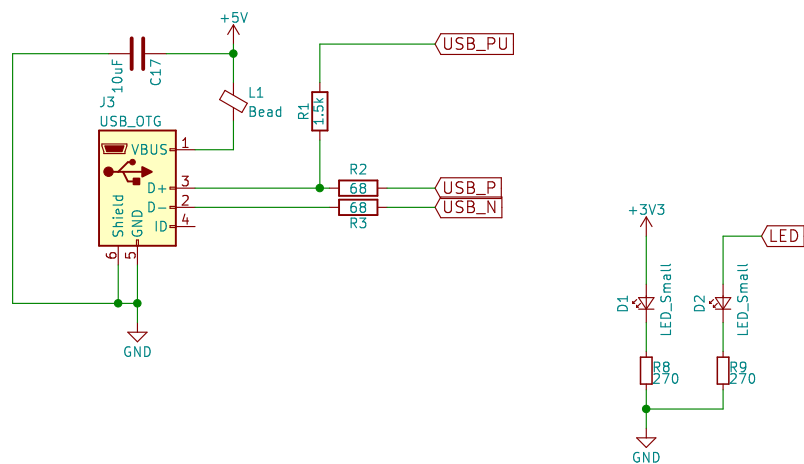 +5V
10uF
C17
USB_PU
L1
Bead
J3
USB_OTG
R1
1.5k
VBUS
1
D+
3
R2
68
USB_P
D-
2
68
R3
USB_N
ID
4
Shield
GND
6
5
GND
+3V3
LED
D1
LED_Small
D2
LED_Small
R8
270
R9
270
GND